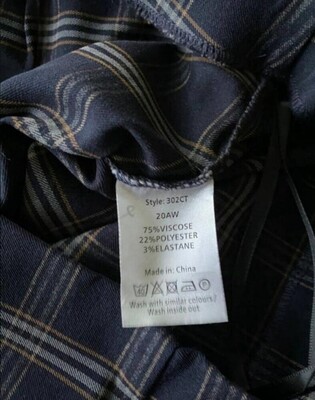 Style: 302CT
20AW
75%VISCOSE
22%POLYESTER
3%ELASTANE
Made in: China
Wash with similar colours/
Wash inside out.